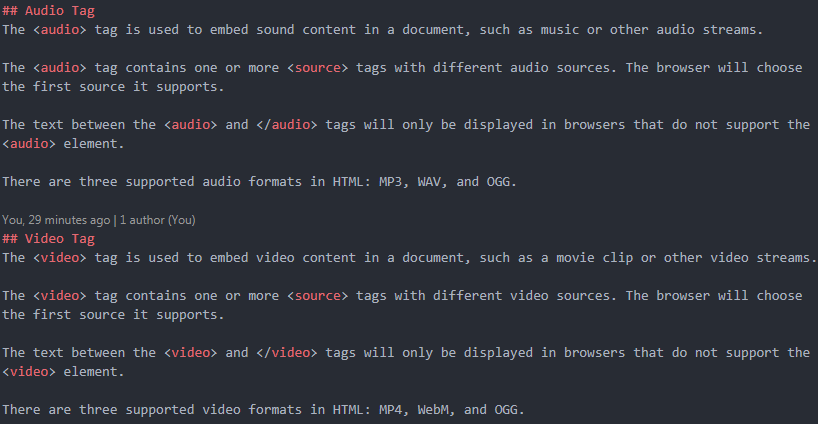 ## Audio Tag
The <audio> tag is used to embed sound content in a document, such as music or other audio streams.
The <audio> tag contains one or more <source> tags with different audio sources. The browser will choose
the first source it supports.
The text between the <audio> and </audio> tags will only be displayed in browsers that do not support the
<audio> element.
There are three supported audio formats in HTML: MP3, WAV, and OGG.
You, 29 minutes ago | 1 author (You)
## Video Tag
The <video> tag is used to embed video content in a document, such as a movie clip or other video streams.
The <video> tag contains one or more <source> tags with different video sources. The browser will choose
the first source it supports.
The text between the <video> and </video> tags will only be displayed in browsers that do not support the
<video> element.
There are three supported video formats in HTML: MP4, WebM, and OGG.